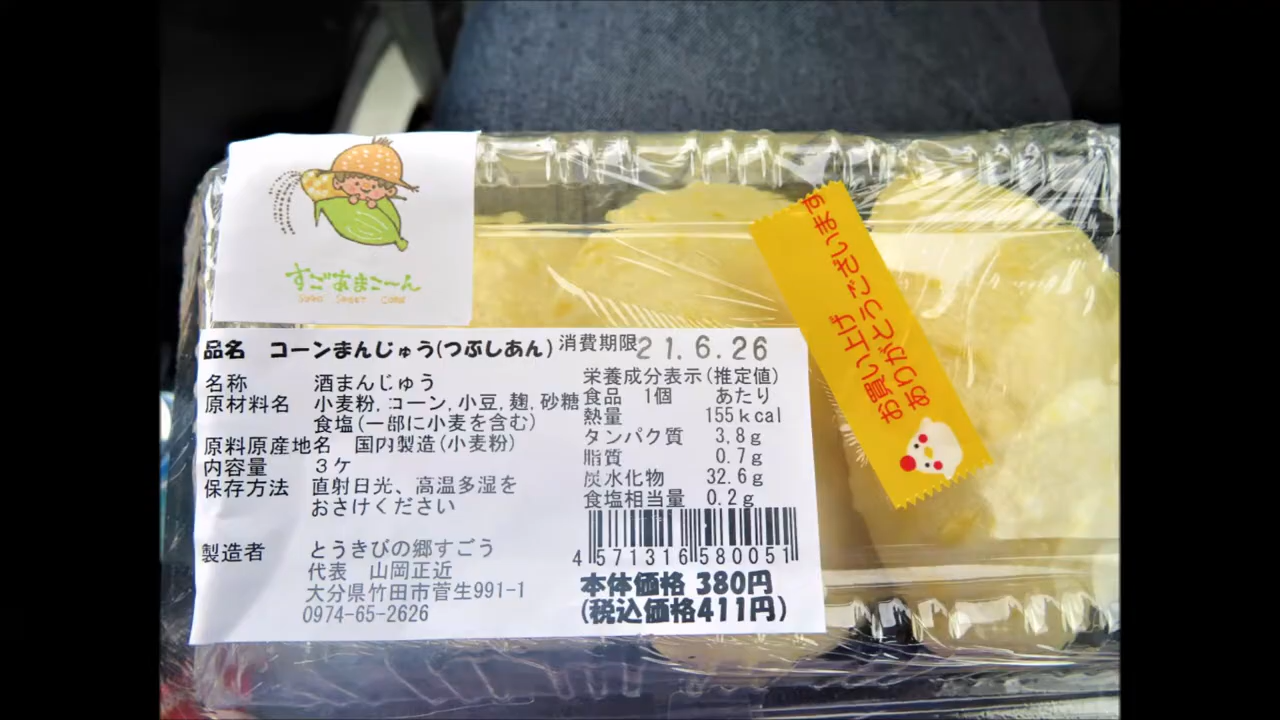 すごあまこ〜ん
Sugo Sweet Corn
品名 コーンまんじゅう(つぶしあん)
名称 酒まんじゅう
原材料名 小麦粉,コーン,小豆,麹,砂糖
食塩(一部に小麦を含む)
原料原産地名 国内製造(小麦粉)
内容量 3ケ
保存方法 直射日光、高温多湿を
おさけください
製造者 とうきびの郷すごう
代表 山岡正近
大分県竹田市菅生991-1
0974-65-2626
消費期限21.6.26
栄養成分表示(推定値)
食品 1個 あたり
熱量 155kcal
タンパク質 3.8g
脂質 0.7g
炭水化物 32.6g
食塩相当量 0.2g
4571316580051
本体価格 380円
(税込価格411円)
お買い上げ
ありがとうございます